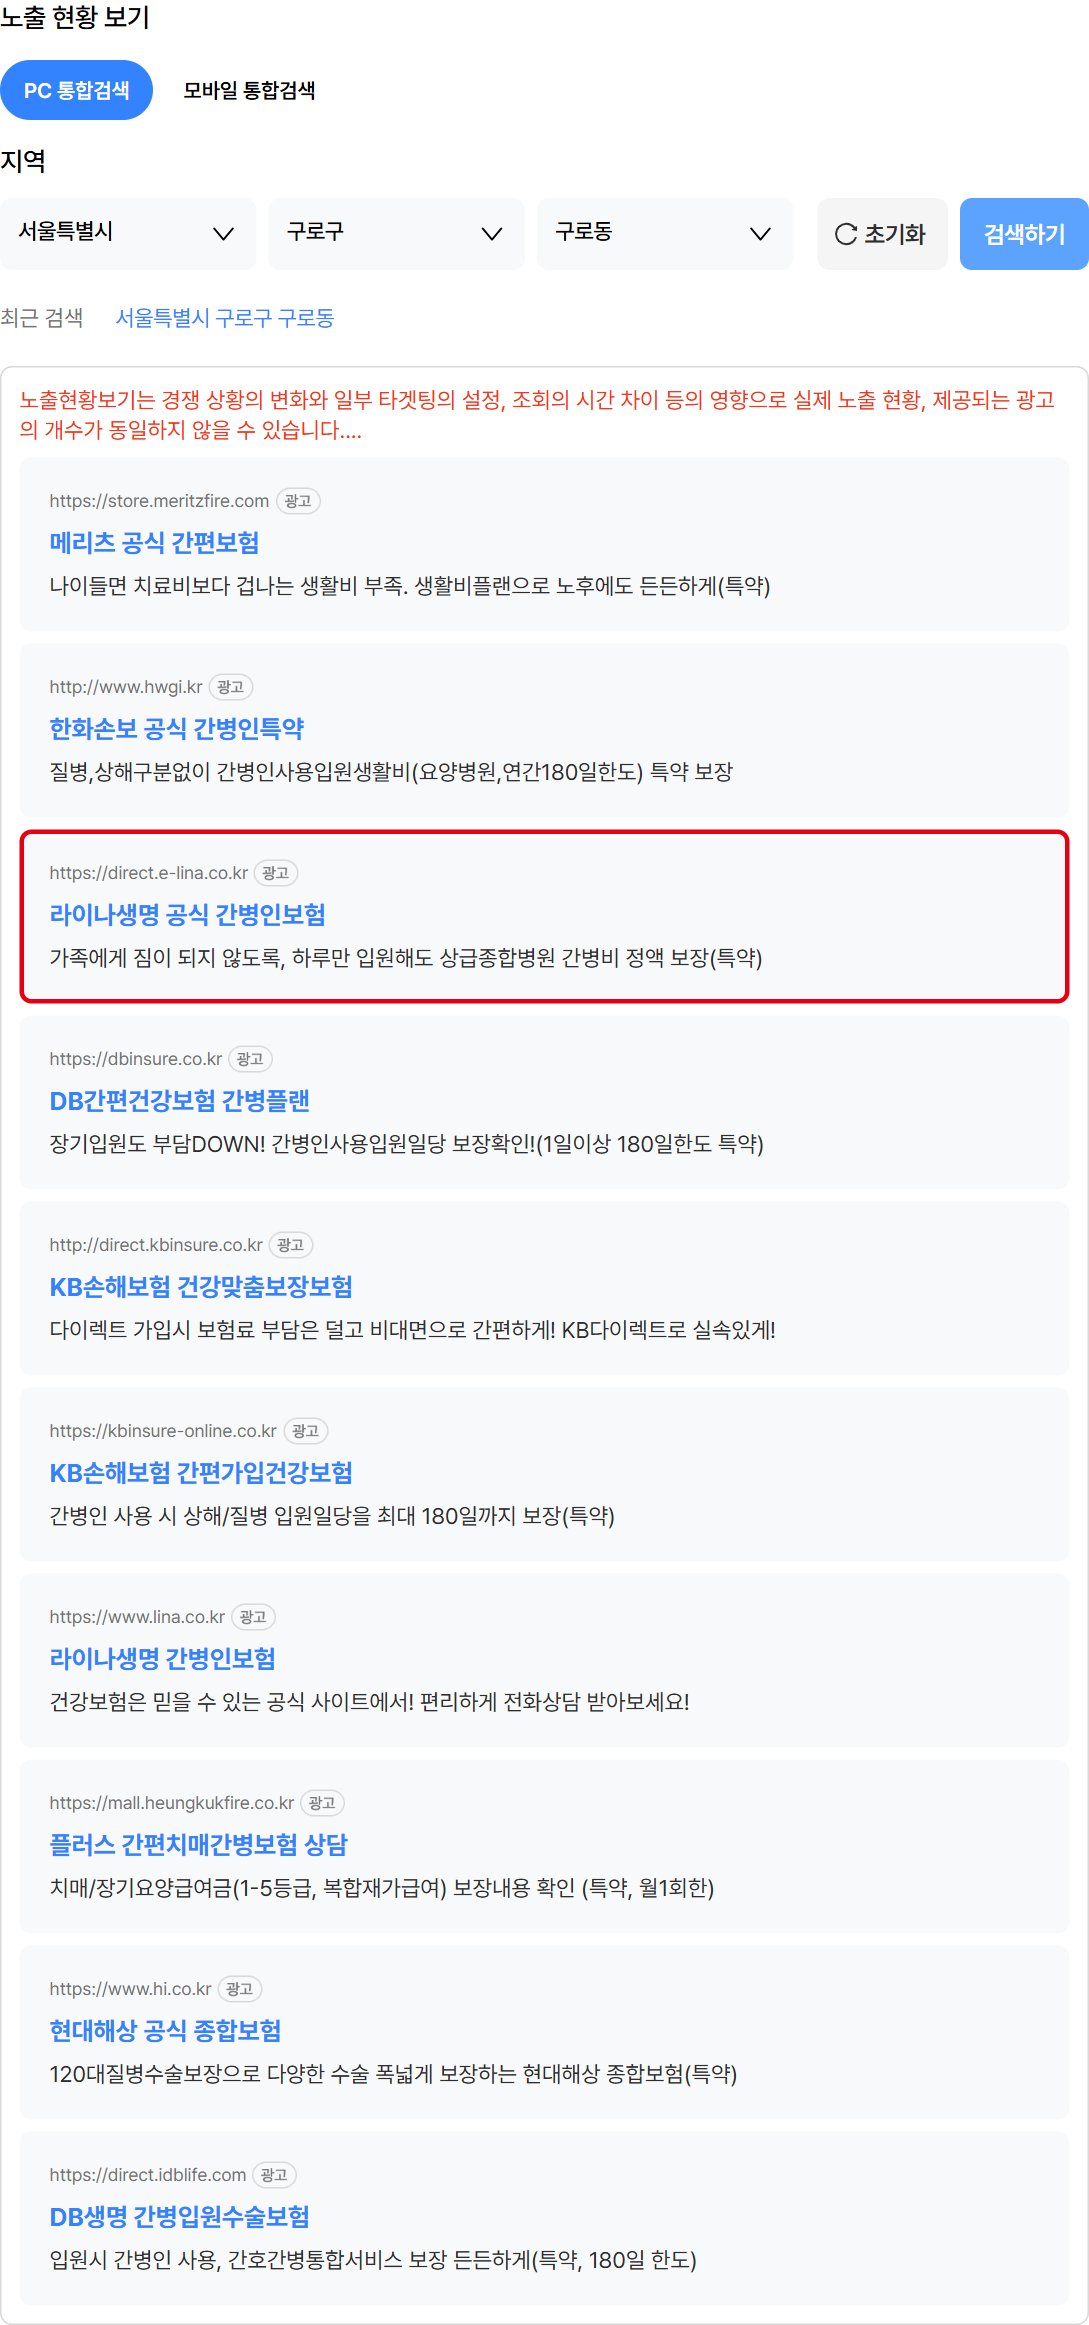 노출 현황 보기
PC 통합검색
모바일 통합검색
지역
서울특별시
구로구
구로동
초기화
검색하기
최근 검색
서울특별시 구로구 구로동
노출현황보기는 경쟁 상황의 변화와 일부 타겟팅의 설정, 조회의 시간 차이 등의 영향으로 실제 노출 현황, 제공되는 광고
의 개수가 동일하지 않을 수 있습니다....
https://store.meritzfire.com 광고
메리츠 공식 간편보험
나이들면 치료비보다 겁나는 생활비 부족. 생활비플랜으로 노후에도 든든하게(특약)
http://www.hwgi.kr 광고
한화손보 공식 간병인특약
질병,상해구분없이 간병인사용입원생활비(요양병원,연간180일한도) 특약 보장
https://direct.e-lina.co.kr 광고
라이나생명 공식 간병인보험
가족에게 짐이 되지 않도록, 하루만 입원해도 상급종합병원 간병비 정액 보장(특약)
https://dbinsure.co.kr 광고
DB간편건강보험 간병플랜
장기입원도 부담DOWN! 간병인사용입원일당 보장확인!(1일이상 180일한도 특약)
http://direct.kbinsure.co.kr 광고
KB손해보험 건강맞춤보장보험
다이렉트 가입시 보험료 부담은 덜고 비대면으로 간편하게! KB다이렉트로 실속있게!
https://kbinsure-online.co.kr 광고
KB손해보험 간편가입건강보험
간병인 사용 시 상해/질병 입원일당을 최대 180일까지 보장(특약)
https://www.lina.co.kr 광고
라이나생명 간병인보험
건강보험은 믿을 수 있는 공식 사이트에서! 편리하게 전화상담 받아보세요!
https://mall.heungkukfire.co.kr 광고
플러스 간편치매간병보험 상담
치매/장기요양급여금(1-5등급, 복합재가급여) 보장내용 확인 (특약, 월1회한)
https://www.hi.co.kr 광고
현대해상 공식 종합보험
120대질병수술보장으로 다양한 수술 폭넓게 보장하는 현대해상 종합보험(특약)
https://direct.idblife.com 광고
DB생명 간병입원수술보험
입원시 간병인 사용, 간호간병통합서비스 보장 든든하게(특약, 180일 한도)